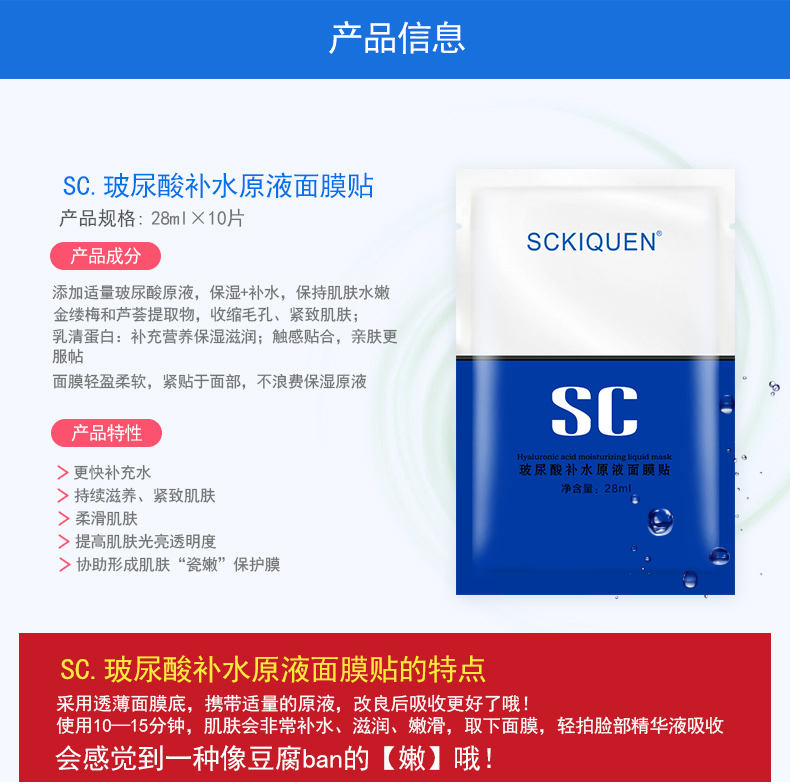 产品信息
SC.玻尿酸补水原液面膜贴
产品规格: 28ml×10片
产品成分
添加适量玻尿酸原液，保湿+补水，保持肌肤水嫩
金缕梅和芦荟提取物，收缩毛孔、紧致肌肤；
乳清蛋白：补充营养保湿滋润；触感贴合，亲肤更
服帖
面膜轻盈柔软，紧贴于面部，不浪费保湿原液
产品特性
更快补充水
持续滋养、紧致肌肤
柔滑肌肤
提高肌肤光亮透明度
协助形成肌肤“瓷嫩”保护膜
SCKIQUEN®
SC
Hyaluronic acid moisturizing liquid mask
玻尿酸补水原液面膜贴
净含量：28ml
SC.玻尿酸补水原液面膜贴的特点
采用透薄面膜底，携带适量的原液，改良后吸收更好了哦！
使用10—15分钟，肌肤会非常补水、滋润、嫩滑，取下面膜，轻拍脸部精华液吸收
会感觉到一种像豆腐ban的【嫩】哦！